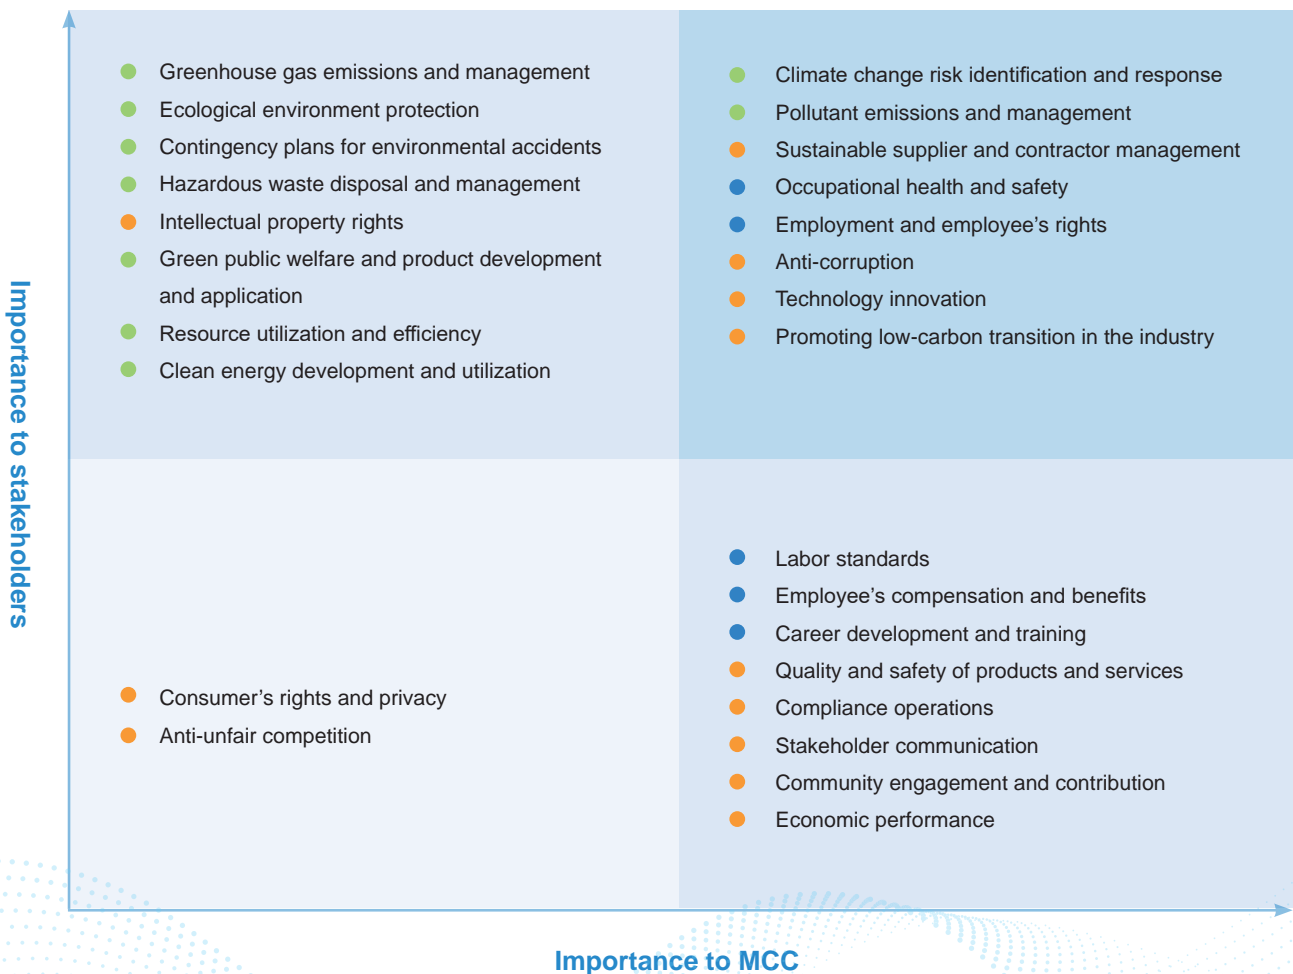 Importance to stakeholders
Greenhouse gas emissions and management
Ecological environment protection
Contingency plans for environmental accidents
Hazardous waste disposal and management
Intellectual property rights
Green public welfare and product development
and application
Resource utilization and efficiency
Clean energy development and utilization
Climate change risk identification and response
Pollutant emissions and management
Sustainable supplier and contractor management
Occupational health and safety
Employment and employee’s rights
Anti-corruption
Technology innovation
Promoting low-carbon transition in the industry
Consumer’s rights and privacy
Anti-unfair competition
Labor standards
Employee’s compensation and benefits
Career development and training
Quality and safety of products and services
Compliance operations
Stakeholder communication
Community engagement and contribution
Economic performance
Importance to MCC